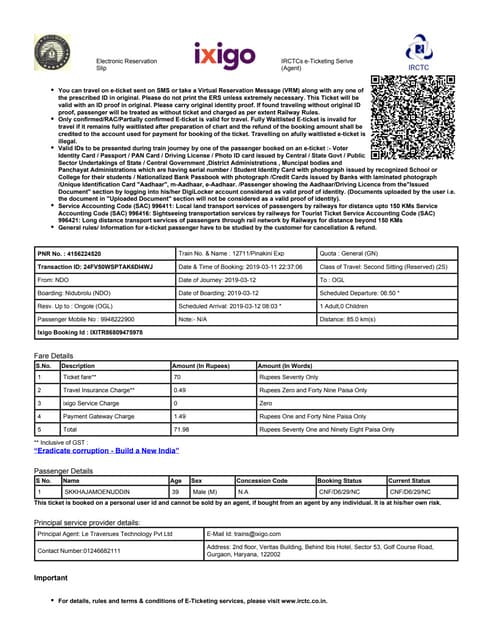 Electronic Reservation
Slip
ixigo
IRCTCs e-Ticketing Serive
(Agent)
IRCTC
You can travel on e-ticket sent on SMS or take a Virtual Reservation Message (VRM) along with any one of
the prescribed ID in original. Please do not print the ERS unless extremely necessary. This Ticket will be
valid with an ID proof in original. Please carry original identity proof. If found traveling without original ID
proof, passenger will be treated as without ticket and charged as per extent Railway Rules.
Only confirmed/RAC/Partially confirmed E-ticket is valid for travel. Fully Waitlisted E-ticket is invalid for
travel if it remains fully waitlisted after preparation of chart and the refund of the booking amount shall be
credited to the account used for payment for booking of the ticket. Travelling on afully waitlisted e-ticket is
illegal.
Valid IDs to be presented during train journey by one of the passenger booked on an e-ticket :- Voter
Identity Card / Passport / PAN Card / Driving License / Photo ID card issued by Central / State Govt / Public
Sector Undertakings of State / Central Government ,District Administrations , Muncipal bodies and
Panchayat Administrations which are having serial number / Student Identity Card with photograph issued by recognized School or
College for their students / Nationalized Bank Passbook with photograph /Credit Cards issued by Banks with laminated photograph
/Unique Identification Card "Aadhaar", m-Aadhaar, e-Aadhaar. /Passenger showing the Aadhaar/Driving Licence from the"Issued
Document" section by logging into his/her DigiLocker account considered as valid proof of identity. (Documents uploaded by the user i.e.
the document in "Uploaded Document" section will not be considered as a valid proof of identity).
Service Account Code (SAC) 996411: Local land transport services of passengers by railways for distance upto 150 KMs Service
Account Code (SAC) 996416: Sightseeing transportation services by railways for Tourist Ticket Service Account Code (SAC)
996421: Long distance transport services of passengers through rail network by Railways for distance beyond 150 KMs
General rules/ Information for e-ticket passenger have to be studied by the customer for cancellation & refund.
PNR No. : 4156224520 Train No. & Name : 12711/Pinakini Exp Quota : General (GN)
Transaction ID: 24FV50WSPTAK6DI4WJ Date & Time of Booking: 2019-03-11 22:37:06 Class of Travel: Second Sitting (Reserved) (2S)
From: NDO Date of Journey: 2019-03-12 To : OGL
Boarding: Nidubrolu (NDO) Date of Boarding: 2019-03-12 Scheduled Departure: 06:50 *
Resv. Up to : Ongole (OGL) Scheduled Arrival: 2019-03-12 08:03 * 1 Adult,0 Children
Passenger Mobile No : 9948222900 Note:- N/A Distance: 85.0 km(s)
Ixigo Booking Id : IXITR86809475978
Fare Details
S.No. Description Amount (In Rupees) Amount (In Words)
1 Ticket fare** 70 Rupees Seventy Only
2 Travel Insurance Charge** 0.49 Rupees Zero and Forty Nine Paisa Only
3 ixigo Service Charge 0 Zero
4 Payment Gateway Charge 1.49 Rupees One and Forty Nine Paisa Only
5 Total 71.98 Rupees Seventy One and Ninety Eight Paisa Only
** Inclusive of GST :
"Eradicate corruption - Build a New India"
Passenger Details
S No. Name Age Sex Concession Code Booking Status Current Status
1 SKKHAJAMOENUDDIN 39 Male (M) N.A CNF/D6/29/NC CNF/D6/29/NC
This ticket is booked on a personal user id and cannot be sold by an agent, if bought from an agent by any individual. It is at his/her own risk.
Principal service provider details:
Principal Agent: Le Travenues Technology Pvt Ltd E-Mail Id: trains@ixigo.com
Contact Number:01246682111 Address: 2nd floor, Veritas Building, Behind Ibis Hotel, Sector 53, Golf Course Road,
Gurgaon, Haryana, 122002
Important
For details, rules and terms & conditions of E-Ticketing services, please visit www.irctc.co.in.